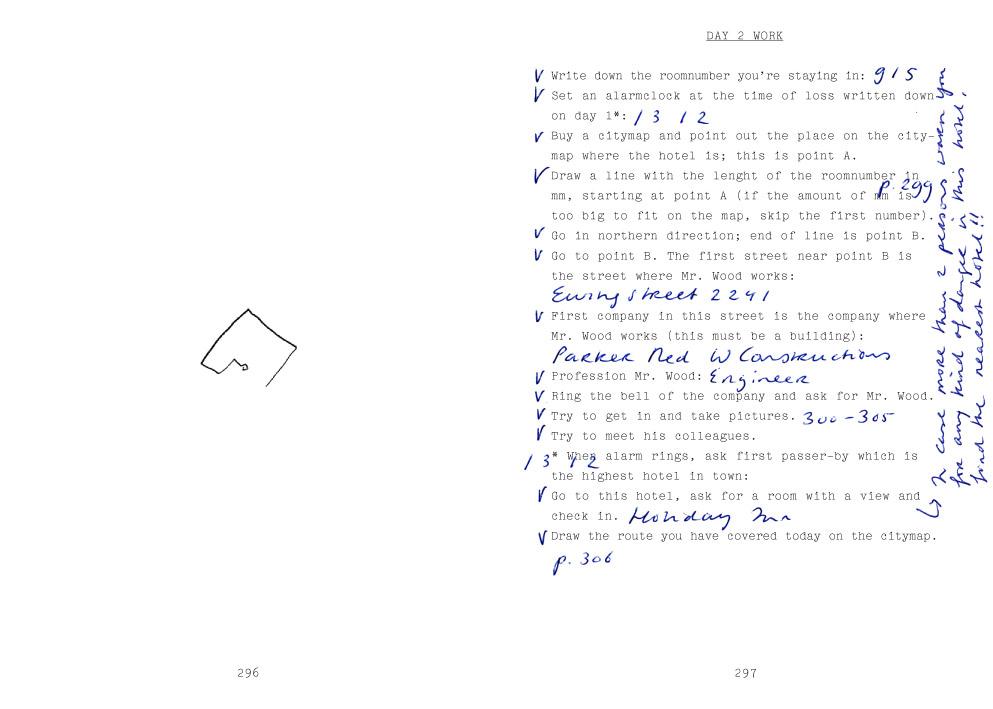 DAY 2 WORK
V Write down the roomnumber you're staying in: 915
V Set an alarmclock at the time of loss written down
on day 1*: 13 12
V Buy a citymap and point out the place on the city-
map where the hotel is; this is point A.
V Draw a line with the lenght of the roomnumber in
p. 299
mm, starting at point A (if the amount of mm is
too big to fit on the map, skip the first number).
V Go in northern direction; end of line is point B.
V Go to point B. The first street near point B is
the street where Mr. Wood works:
Ewing street 2241
V First company in this street is the company where
Mr. Wood works (this must be a building):
Parker Red W Constructions
V Profession Mr. Wood: Engineer
V Ring the bell of the company and ask for Mr. Wood.
V Try to get in and take pictures. 300-305
V Try to meet his colleagues.
13 12
* When alarm rings, ask first passer-by which is
the highest hotel in town:
V Go to this hotel, ask for a room with a view and
check in. Holiday Inn
V Draw the route you have covered today on the citymap.
p. 306
↳ In case more than 2 persons warn you
for any kind of danger in this hotel,
find the nearest hotel!!
296
297